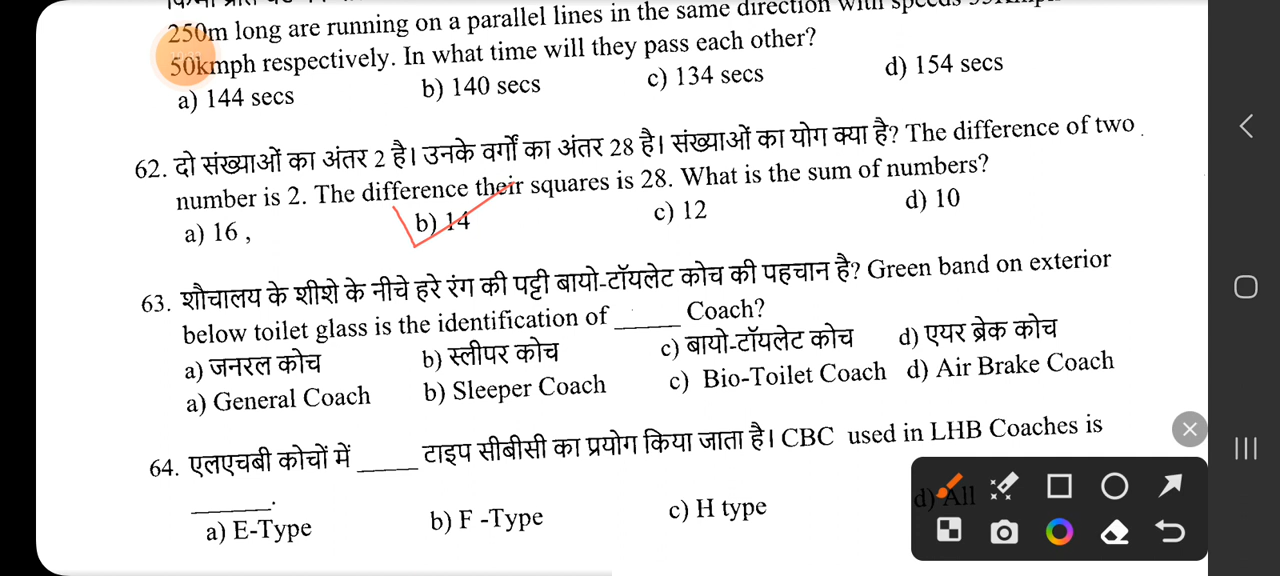 250m long are running on a parallel lines in the same direction with
50kmph respectively. In what time will they pass each other?
a) 144 secs b) 140 secs c) 134 secs d) 154 secs
62. दो संख्याओं का अंतर 2 है। उनके वर्गों का अंतर 28 है। संख्याओं का योग क्या है? The difference of two
number is 2. The difference their squares is 28. What is the sum of numbers?
a) 16 , b) 14 c) 12 d) 10
63. शौचालय के शीशे के नीचे हरे रंग की पट्टी बायो-टॉयलेट कोच की पहचान है? Green band on exterior
below toilet glass is the identification of _____ Coach?
a) जनरल कोच b) स्लीपर कोच c) बायो-टॉयलेट कोच d) एयर ब्रेक कोच
a) General Coach b) Sleeper Coach c) Bio-Toilet Coach d) Air Brake Coach
64. एलएचबी कोचों में _____ टाइप सीबीसी का प्रयोग किया जाता है। CBC used in LHB Coaches is
______.
a) E-Type b) F -Type c) H type d) All